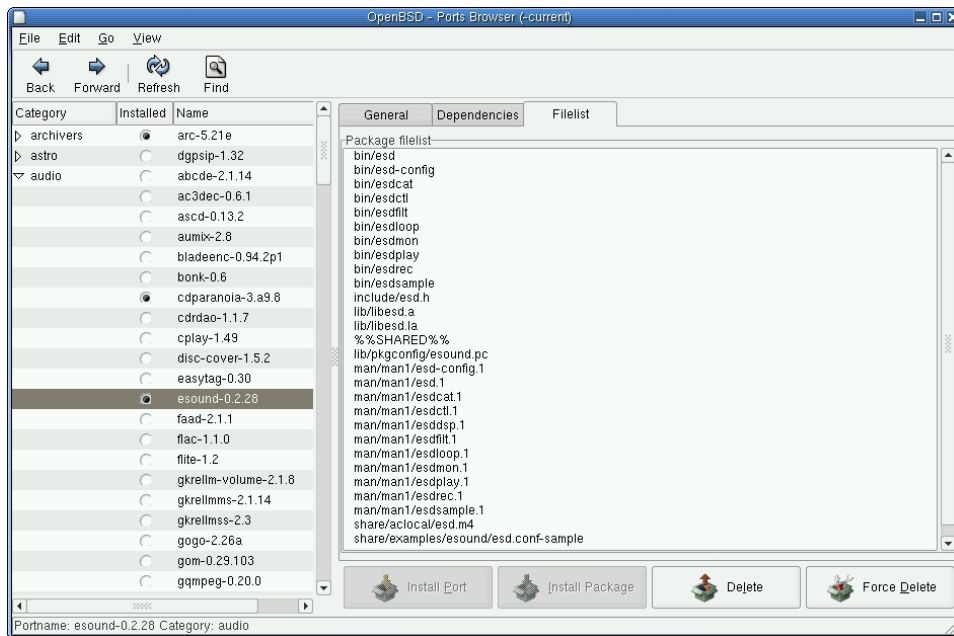 OpenBSD - Ports Browser (-current)
File Edit Go View
Back Forward Refresh Find
Category Installed Name
archivers arc-5.21e
astro dgpsip-1.32
audio abcde-2.1.14
ac3dec-0.6.1
ascd-0.13.2
aumix-2.8
bladeenc-0.94.2p1
bonk-0.6
cdparanoia-3.a9.8
cdrdao-1.1.7
cplay-1.49
disc-cover-1.5.2
easytag-0.30
esound-0.2.28
faad-2.1.1
flac-1.1.0
flite-1.2
gkrellm-volume-2.1.8
gkrellmms-2.1.14
gkrellmss-2.3
gogo-2.26a
gom-0.29.103
gqmpeg-0.20.0
General Dependencies Filelist
Package filelist
bin/esd
bin/esd-config
bin/esdcat
bin/esdctl
bin/esdfilt
bin/esdloop
bin/esdmon
bin/esdplay
bin/esdrec
bin/esdsample
include/esd.h
lib/libesd.a
lib/libesd.la
%%SHARED%%
lib/pkgconfig/esound.pc
man/man1/esd-config.1
man/man1/esd.1
man/man1/esdcat.1
man/man1/esdctl.1
man/man1/esddsp.1
man/man1/esdfilt.1
man/man1/esdloop.1
man/man1/esdmon.1
man/man1/esdplay.1
man/man1/esdrec.1
man/man1/esdsample.1
share/aclocal/esd.m4
share/examples/esound/esd.conf-sample
Install Port Install Package Delete Force Delete
Portname: esound-0.2.28 Category: audio